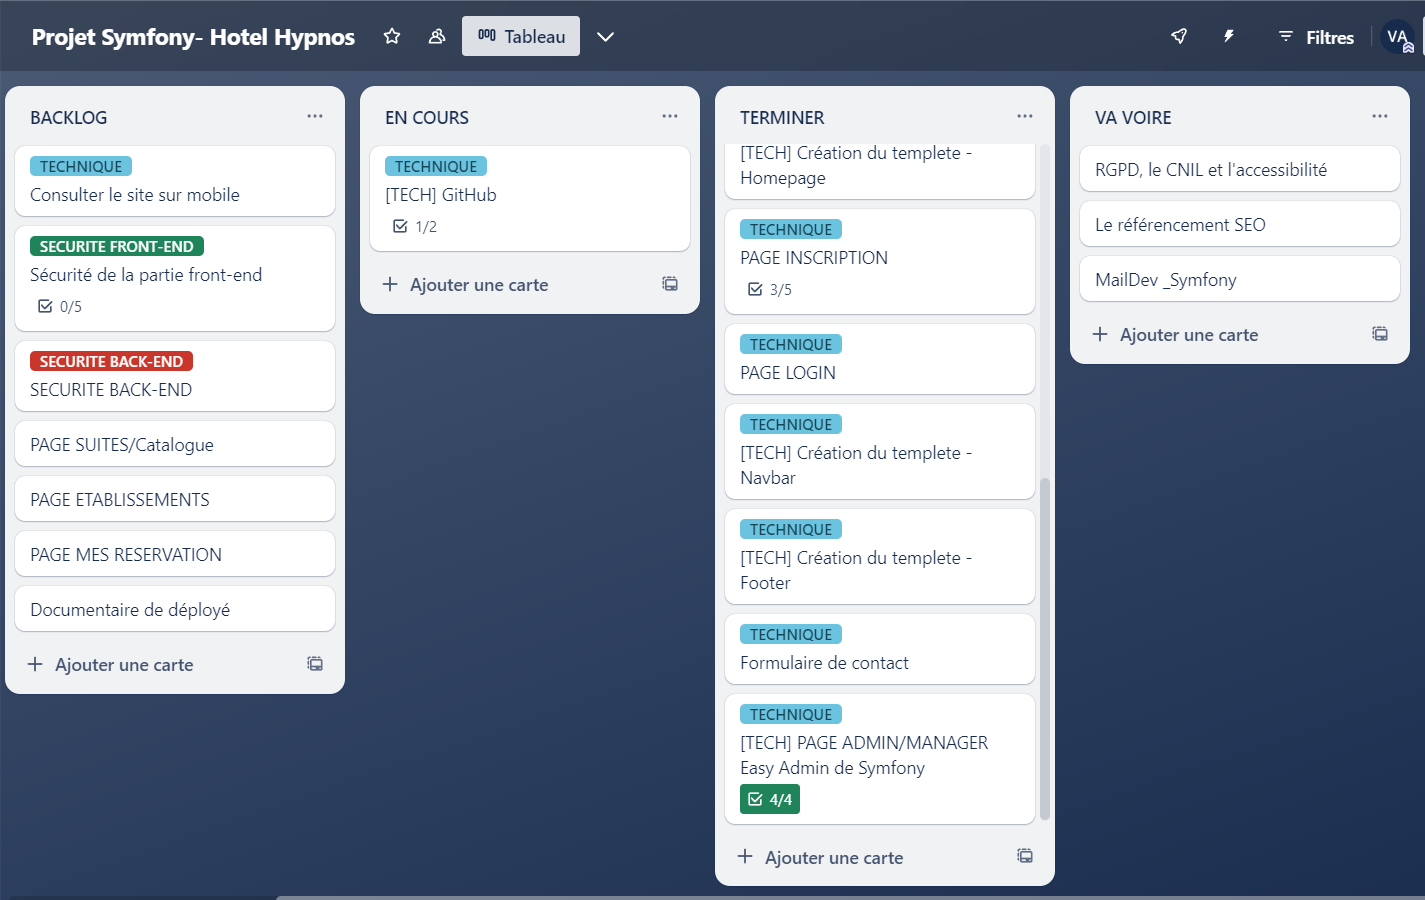 Projet Symfony- Hotel Hypnos
Tableau
Filtres
VA
BACKLOG
TECHNIQUE
Consulter le site sur mobile
SECURITE FRONT-END
Sécurité de la partie front-end
0/5
SECURITE BACK-END
SECURITE BACK-END
PAGE SUITES/Catalogue
PAGE ETABLISSEMENTS
PAGE MES RESERVATION
Documentaire de déployé
Ajouter une carte
EN COURS
TECHNIQUE
[TECH] GitHub
1/2
Ajouter une carte
TERMINER
[TECH] Création du templete -
Homepage
TECHNIQUE
PAGE INSCRIPTION
3/5
TECHNIQUE
PAGE LOGIN
TECHNIQUE
[TECH] Création du templete -
Navbar
TECHNIQUE
[TECH] Création du templete -
Footer
TECHNIQUE
Formulaire de contact
TECHNIQUE
[TECH] PAGE ADMIN/MANAGER
Easy Admin de Symfony
4/4
Ajouter une carte
VA VOIRE
RGPD, le CNIL et l'accessibilité
Le référencement SEO
MailDev _Symfony
Ajouter une carte